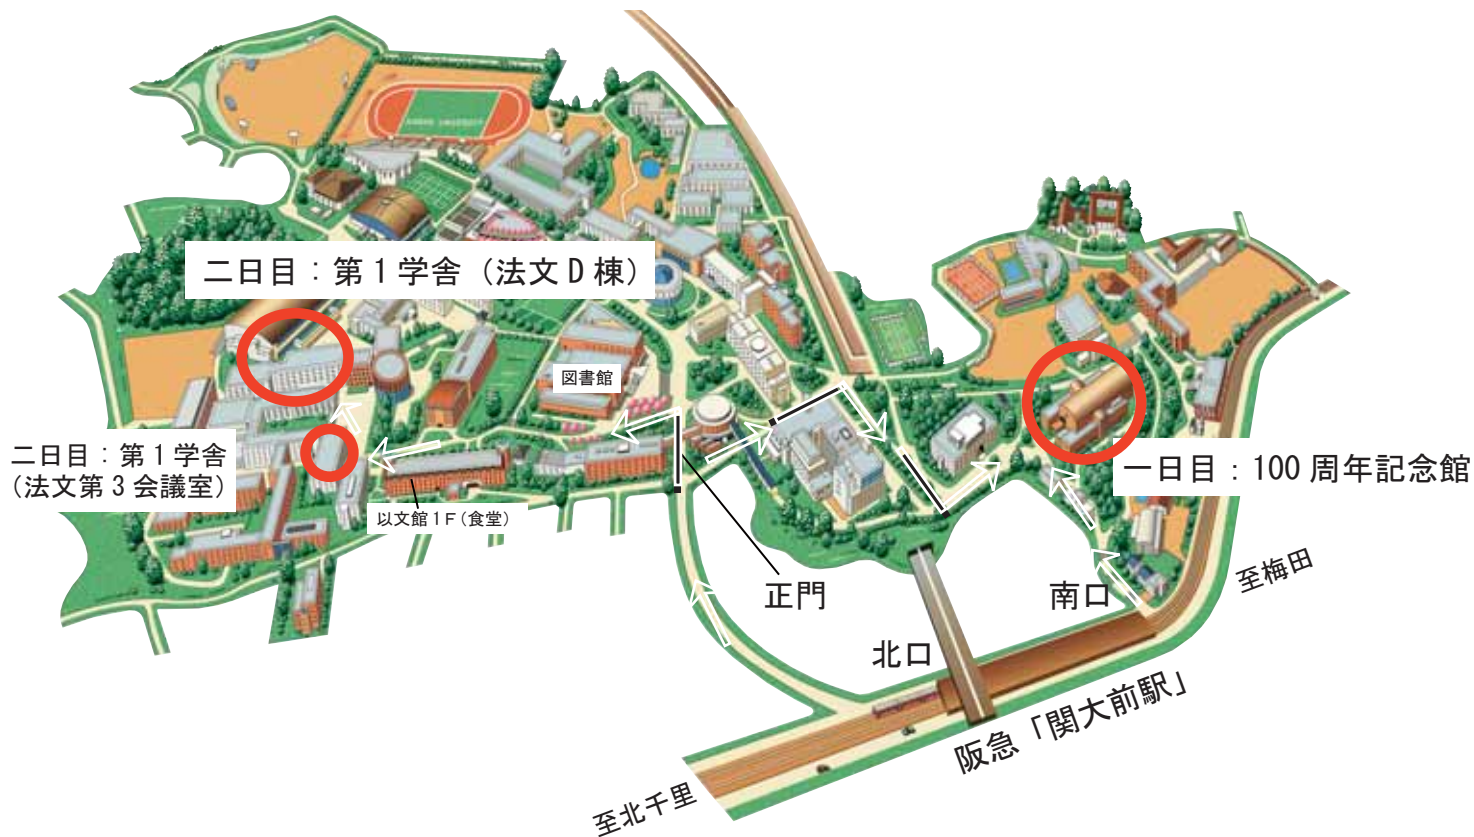 二日目：第１学舎（法文Ｄ棟）
図書館
二日目：第１学舎
（法文第３会議室）
以文館１Ｆ（食堂）
一日目：100 周年記念館
正門
南口
北口
至梅田
阪急「関大前駅」
至北千里